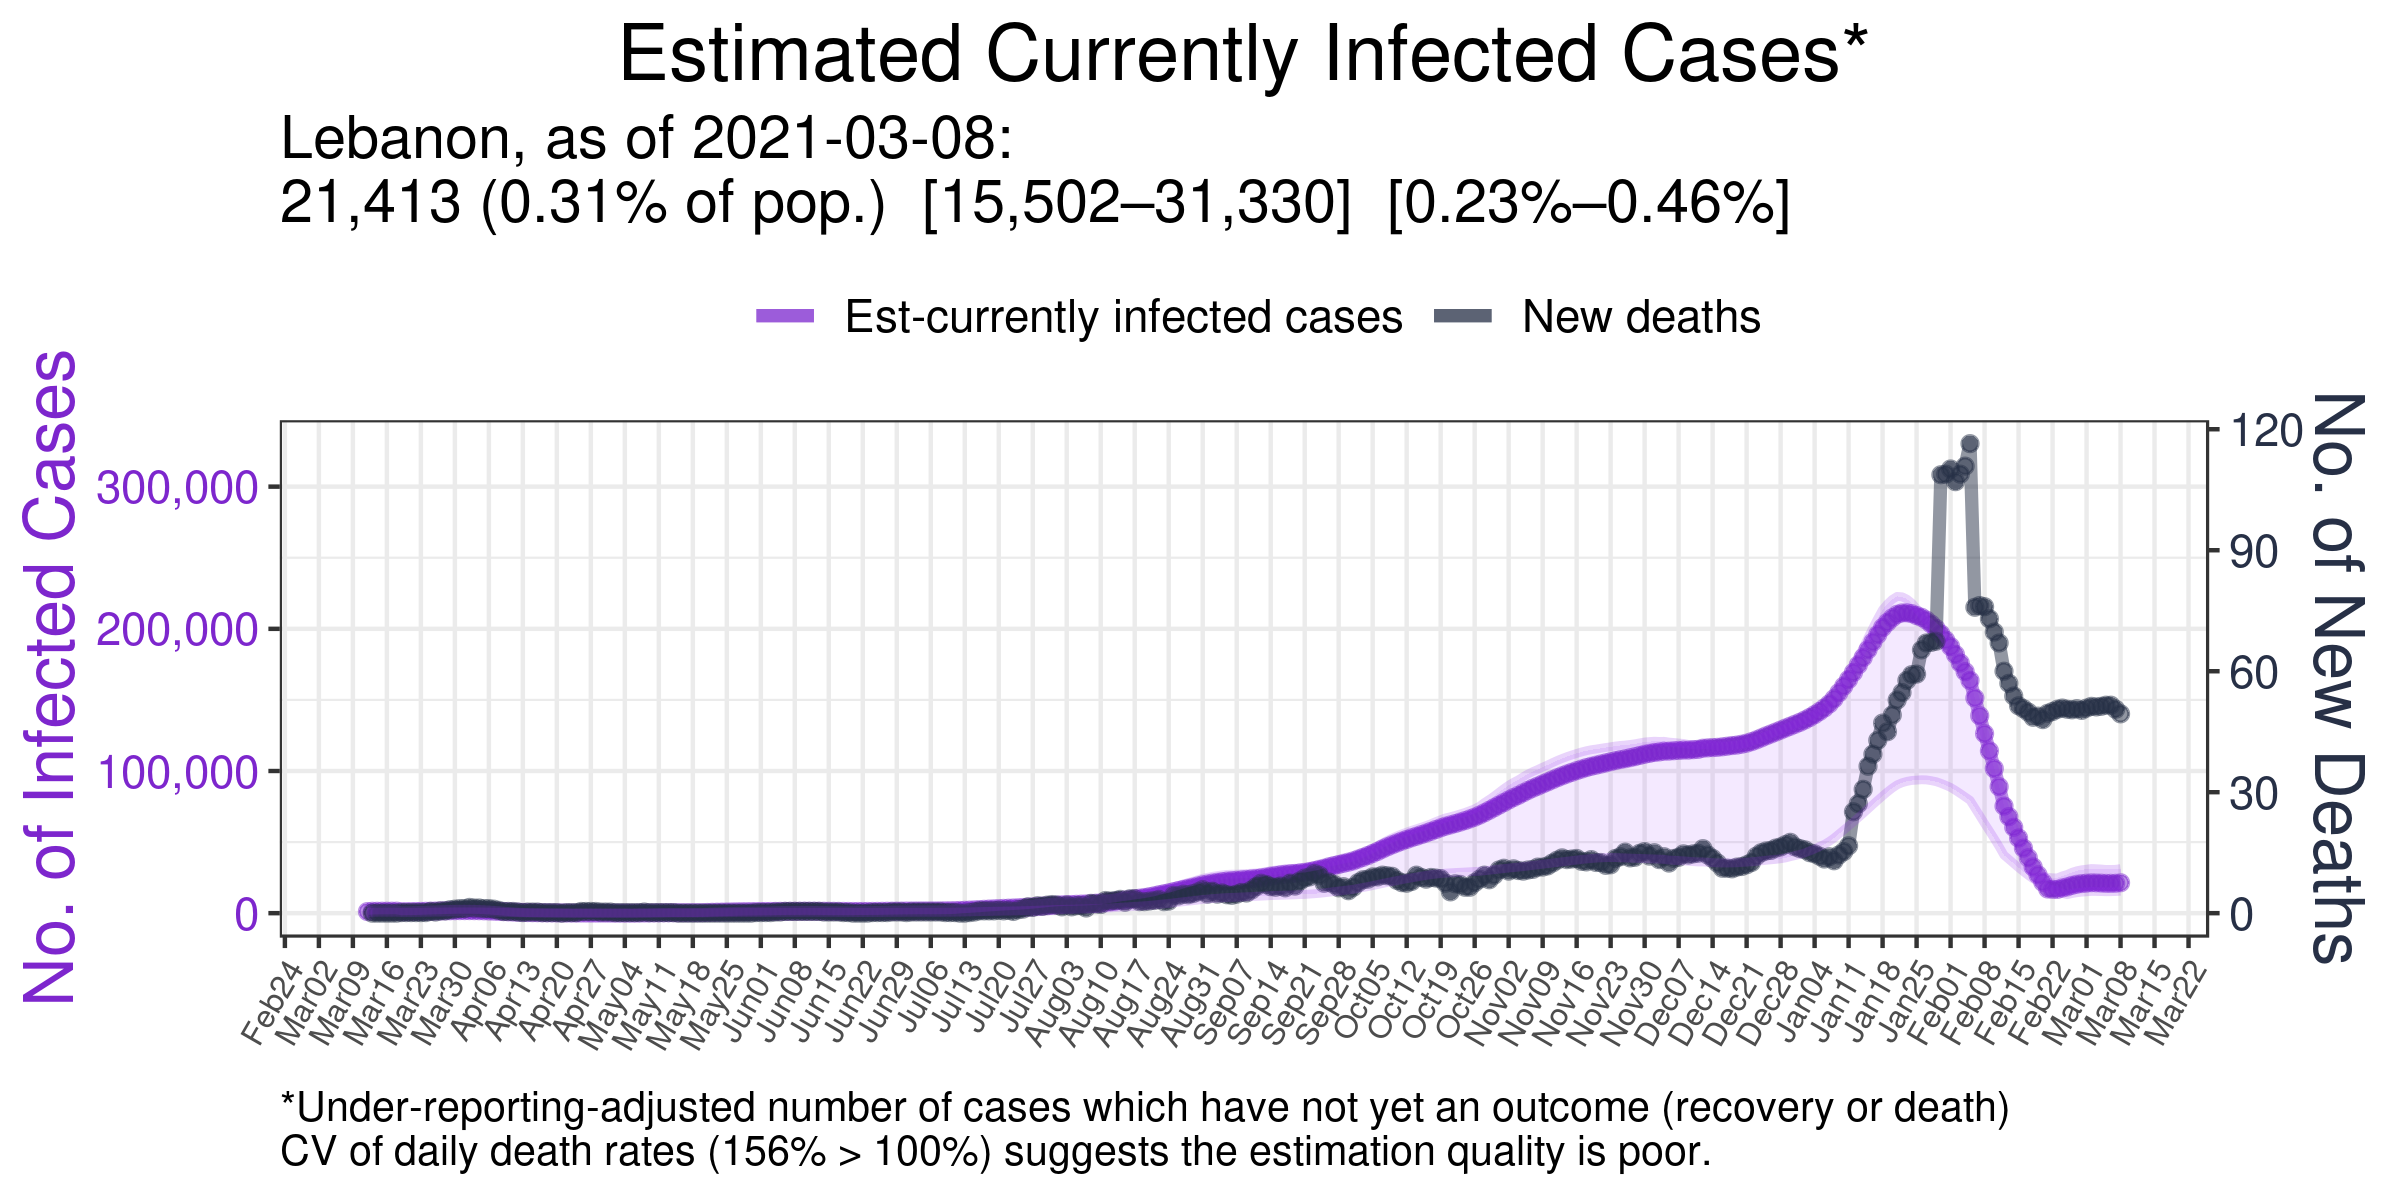 Estimated Currently Infected Cases*
Lebanon, as of 2021-03-08:
21,413 (0.31% of pop.) [15,502–31,330] [0.23%–0.46%]
Est-currently infected cases New deaths
No. of Infected Cases
300,000
200,000
100,000
0
120
90
60
30
0
No. of New Deaths
Feb24 Mar02 Mar09 Mar16 Mar23 Mar30 Apr06 Apr13 Apr20 Apr27 May04 May11 May18 May25 Jun01 Jun08 Jun15 Jun22 Jun29 Jul06 Jul13 Jul20 Jul27 Aug03 Aug10 Aug17 Aug24 Aug31 Sep07 Sep14 Sep21 Sep28 Oct05 Oct12 Oct19 Oct26 Nov02 Nov09 Nov16 Nov23 Nov30 Dec07 Dec14 Dec21 Dec28 Jan04 Jan11 Jan18 Jan25 Feb01 Feb08 Feb15 Feb22 Mar01 Mar08 Mar15 Mar22
*Under-reporting-adjusted number of cases which have not yet an outcome (recovery or death)
CV of daily death rates (156% > 100%) suggests the estimation quality is poor.